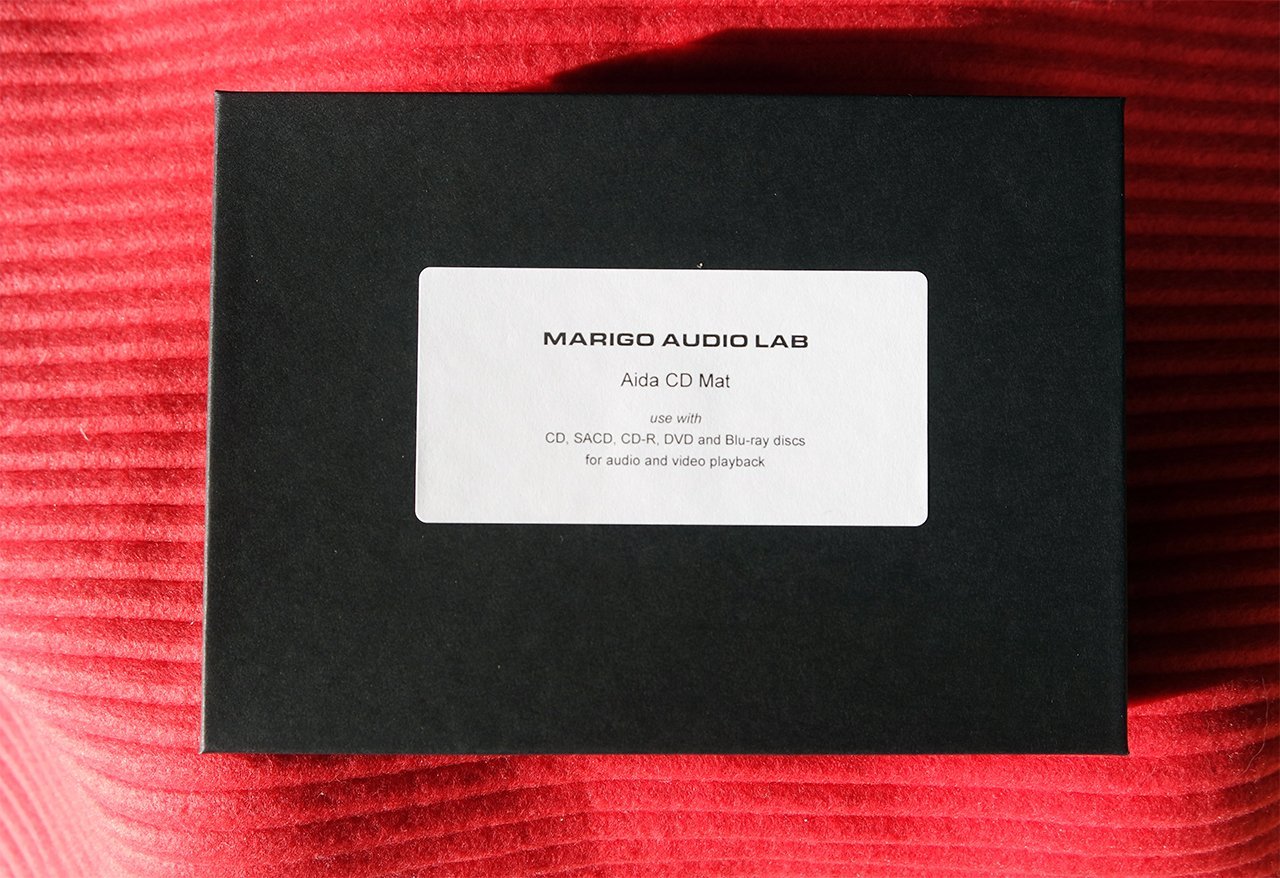 MARIGO AUDIO LAB
Aida CD Mat
use with
CD, SACD, CD-R, DVD and Blu-ray discs
for audio and video playback